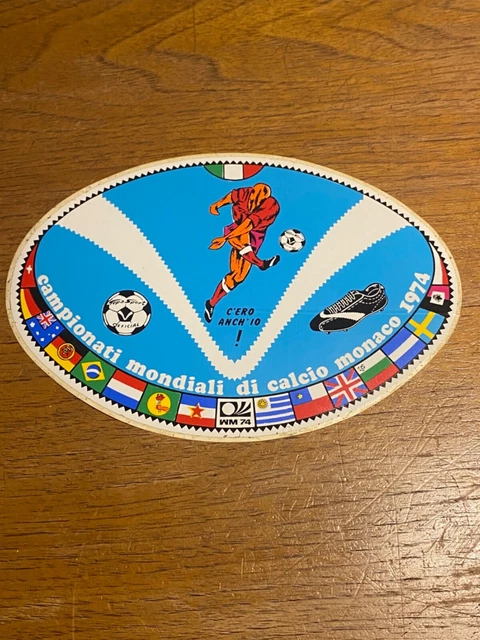 C'ERO
ANCH'IO
!
OFFICIAL
campionati mondiali di calcio monaco 1974
WM 74